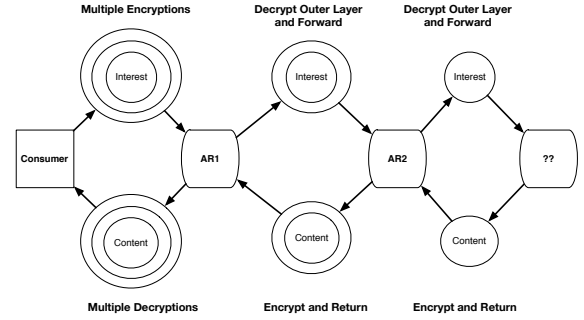 Multiple Encryptions
Decrypt Outer Layer
and Forward
Decrypt Outer Layer
and Forward
Interest
Interest
Interest
Consumer
AR1
AR2
??
Content
Content
Content
Multiple Decryptions
Encrypt and Return
Encrypt and Return